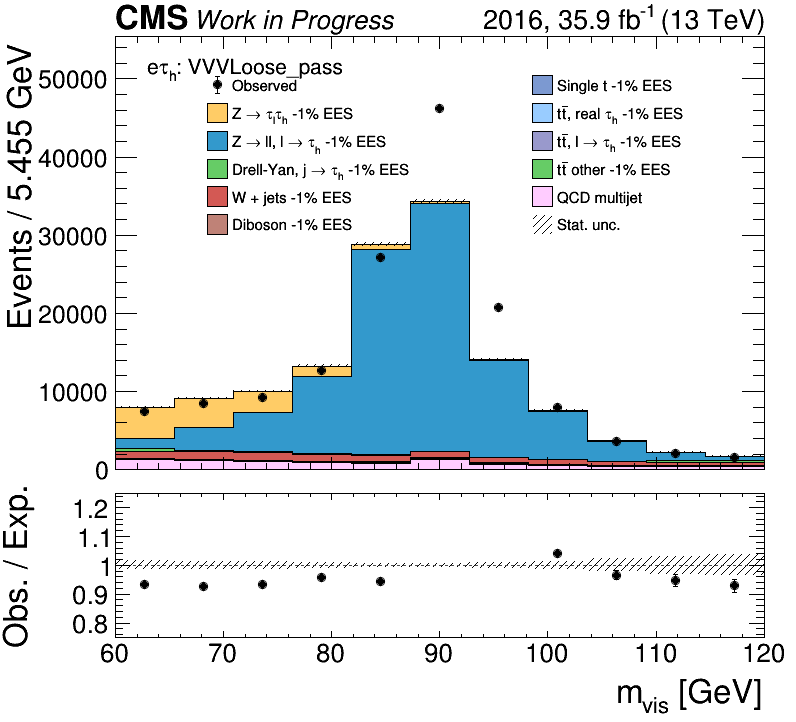 CMS Work in Progress 2016, 35.9 fb⁻¹ (13 TeV)
eτₕ: VVVLoose_pass
Observed
Z → τₗτₕ -1% EES
Z → ll, l → τₕ -1% EES
Drell-Yan, j → τₕ -1% EES
W + jets -1% EES
Diboson -1% EES
Single t -1% EES
tt̄, real τₕ -1% EES
tt̄, l → τₕ -1% EES
tt̄ other -1% EES
QCD multijet
Stat. unc.
Events / 5.455 GeV
50000
40000
30000
20000
10000
0
Obs. / Exp.
1.2
1.1
1
0.9
0.8
60 70 80 90 100 110 120
m_vis [GeV]